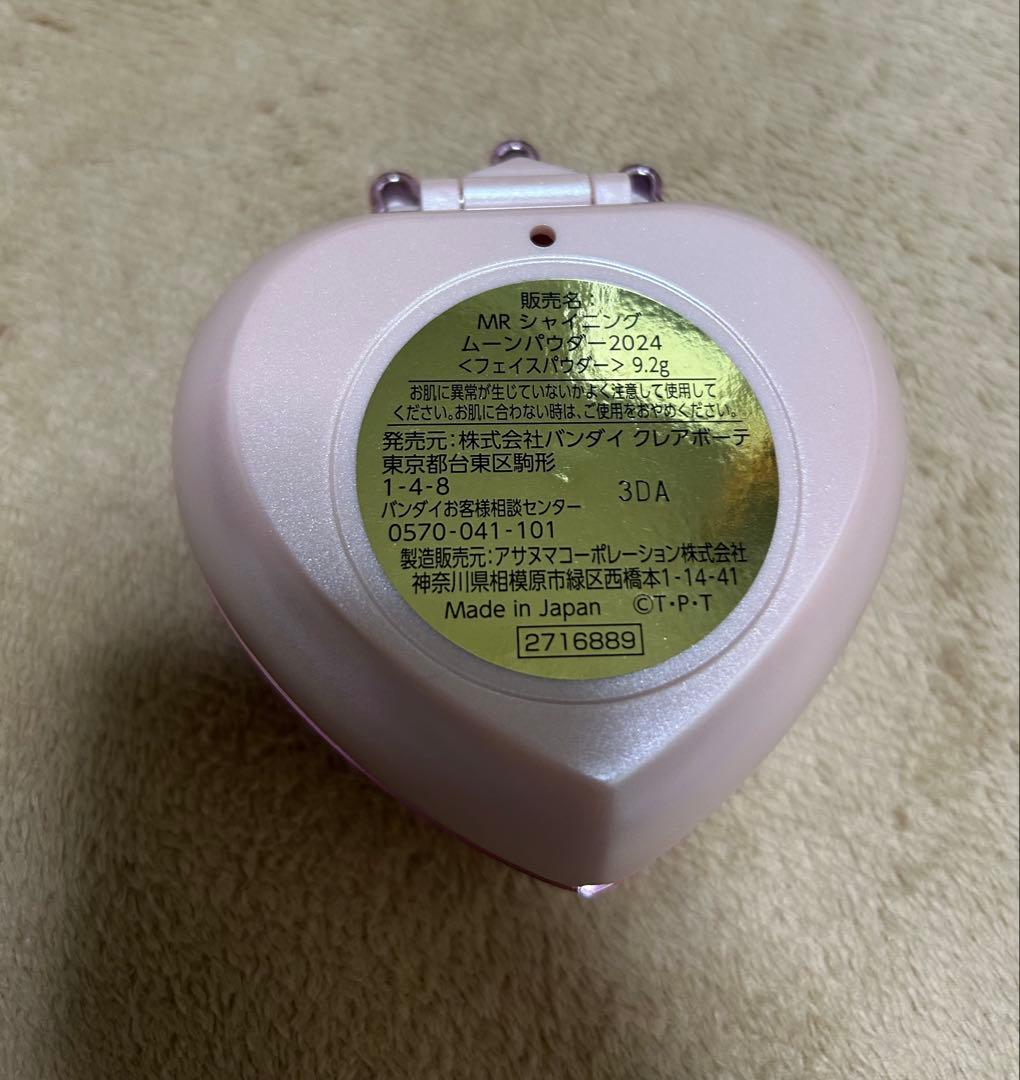 販売名：
MR シャイニング
ムーンパウダー2024
＜フェイスパウダー＞ 9.2g
お肌に異常が生じていないかよく注意して使用して
ください。お肌に合わない時は、ご使用をおやめください。
発売元：株式会社バンダイ クレアボーテ
東京都台東区駒形
1-4-8
3DA
バンダイお客様相談センター
0570-041-101
製造販売元：アサヌマコーポレーション株式会社
神奈川県相模原市緑区西橋本1-14-41
Made in Japan ©T・P・T
2716889